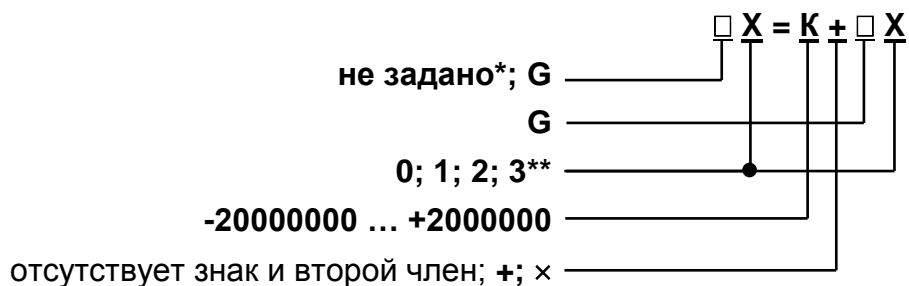 □ X = К + □ X
не задано*; G
G
0; 1; 2; 3**
-20000000 … +2000000
отсутствует знак и второй член; +; ×